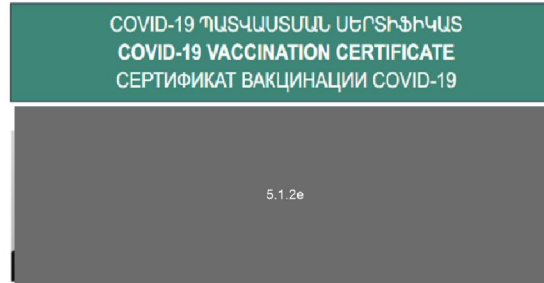 COVID-19 ՊԱՏՎԱՍՏՄԱՆ ՍԵՐՏԻՖԻԿԱՏ
COVID-19 VACCINATION CERTIFICATE
СЕРТИФИКАТ ВАКЦИНАЦИИ COVID-19
5.1.2e